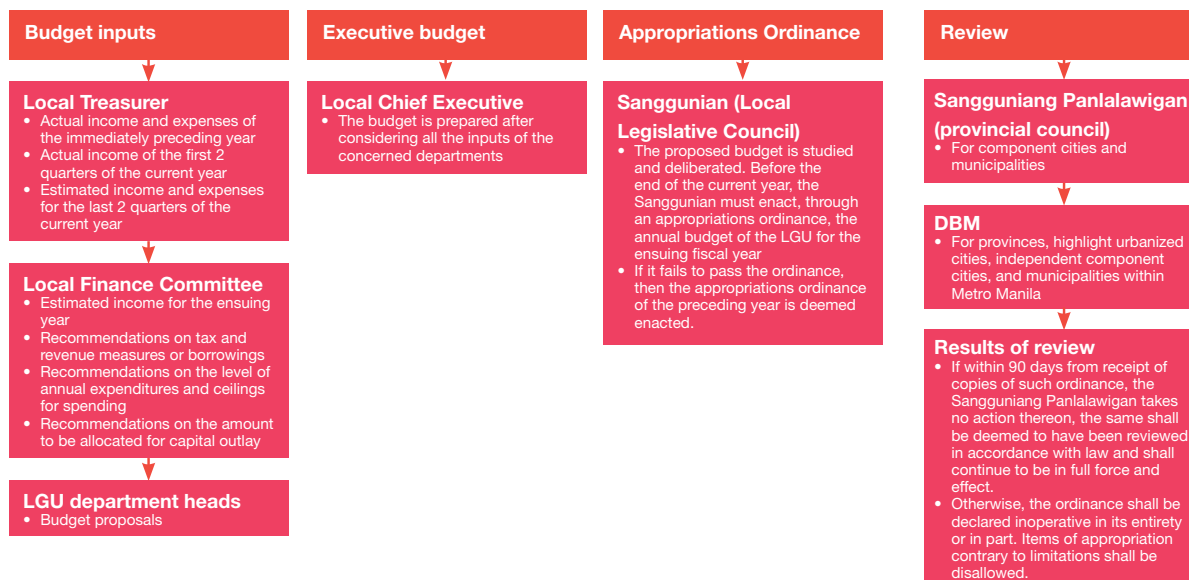 Budget inputs
Local Treasurer
• Actual income and expenses of
the immediately preceding year
• Actual income of the first 2
quarters of the current year
• Estimated income and expenses
for the last 2 quarters of the
current year
Local Finance Committee
• Estimated income for the ensuing
year
• Recommendations on tax and
revenue measures or borrowings
• Recommendations on the level of
annual expenditures and ceilings
for spending
• Recommendations on the amount
to be allocated for capital outlay
LGU department heads
• Budget proposals
Executive budget
Local Chief Executive
• The budget is prepared after
considering all the inputs of the
concerned departments
Appropriations Ordinance
Sanggunian (Local
Legislative Council)
• The proposed budget is studied
and deliberated. Before the
end of the current year, the
Sanggunian must enact, through
an appropriations ordinance, the
annual budget of the LGU for the
ensuing fiscal year
• If it fails to pass the ordinance,
then the appropriations ordinance
of the preceding year is deemed
enacted.
Review
Sangguniang Panlalawigan
(provincial council)
• For component cities and
municipalities
DBM
• For provinces, highlight urbanized
cities, independent component
cities, and municipalities within
Metro Manila
Results of review
• If within 90 days from receipt of
copies of such ordinance, the
Sangguniang Panlalawigan takes
no action thereon, the same shall
be deemed to have been reviewed
in accordance with law and shall
continue to be in full force and
effect.
• Otherwise, the ordinance shall be
declared inoperative in its entirety
or in part. Items of appropriation
contrary to limitations shall be
disallowed.